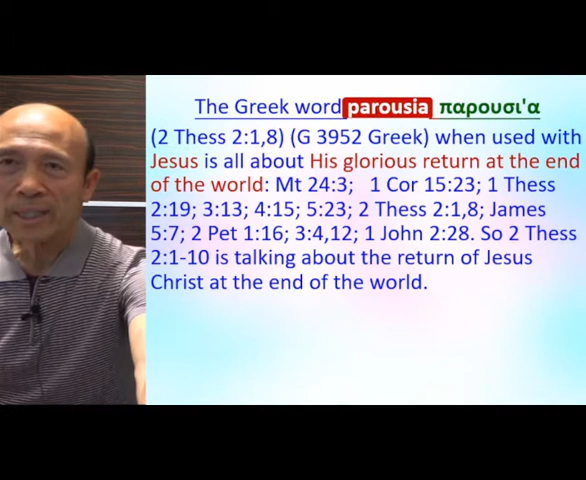 The Greek word parousia παρουσι'α
(2 Thess 2:1,8) (G 3952 Greek) when used with
Jesus is all about His glorious return at the end
of the world: Mt 24:3; 1 Cor 15:23; 1 Thess
2:19; 3:13; 4:15; 5:23; 2 Thess 2:1,8; James
5:7; 2 Pet 1:16; 3:4,12; 1 John 2:28. So 2 Thess
2:1-10 is talking about the return of Jesus
Christ at the end of the world.